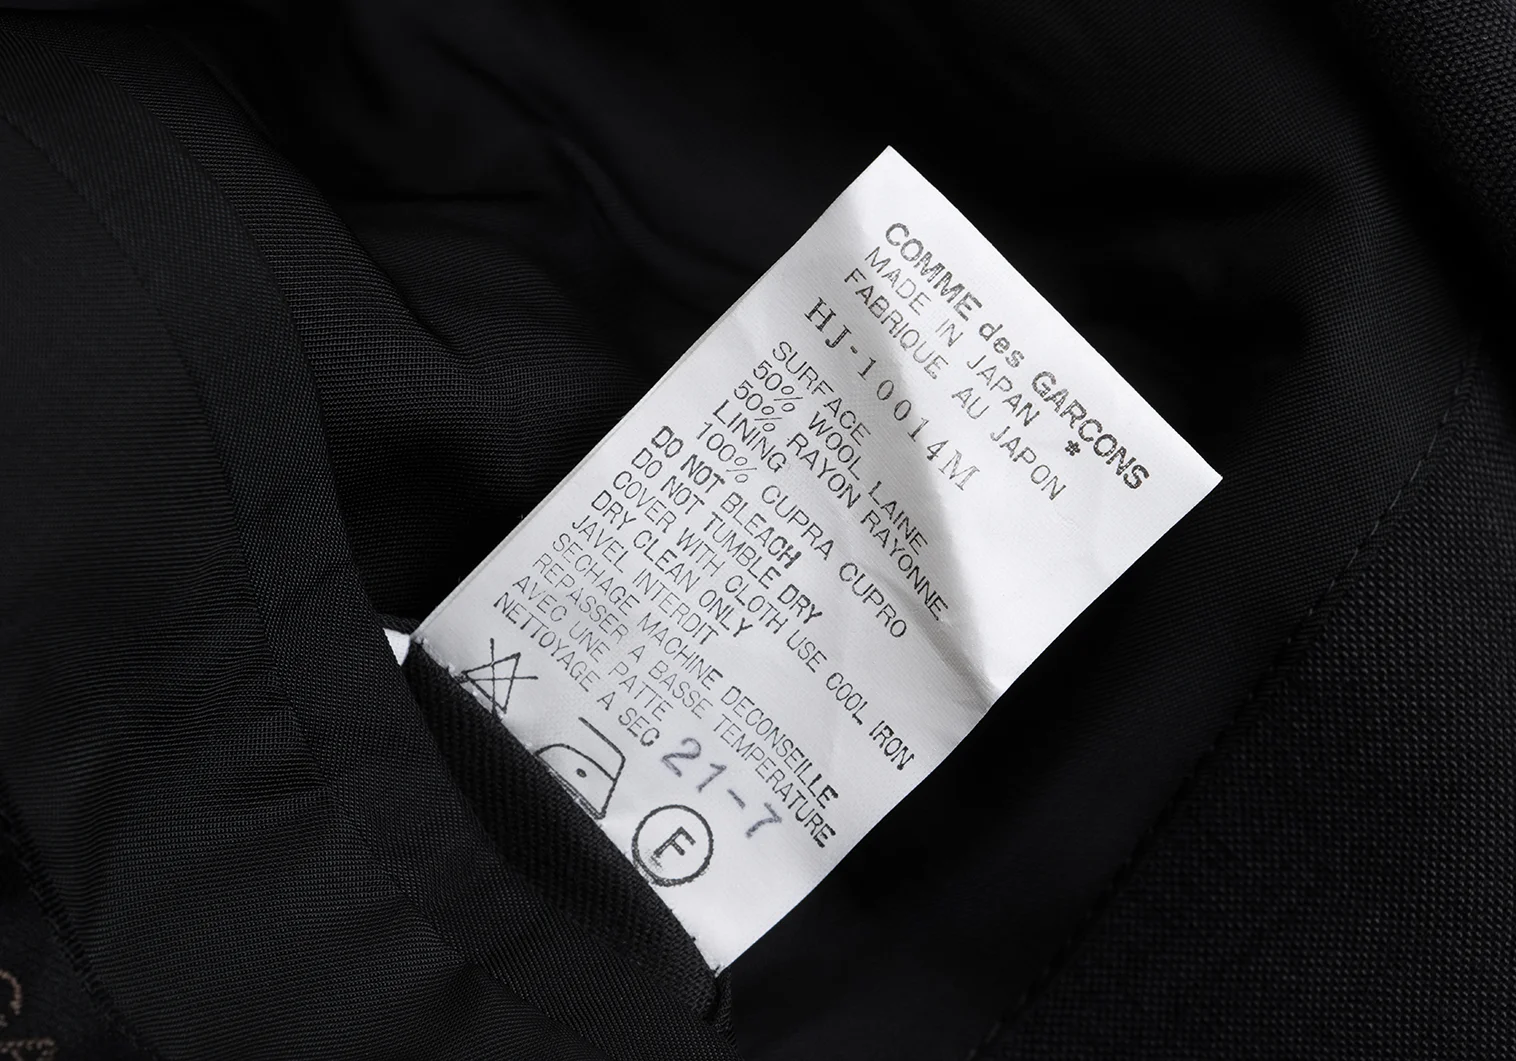 COMME des GARCONS
MADE IN JAPAN *
FABRIQUE AU JAPON
HJ-10014M
SURFACE
50% WOOL LAINE
50% RAYON RAYONNE
LINING
100% CUPRA CUPRO
DO NOT BLEACH
DO NOT TUMBLE DRY
COVER WITH CLOTH USE COOL IRON
DRY CLEAN ONLY
JAVEL INTERDIT
SECHAGE MACHINE DECONSEILLE
REPASSER A BASSE TEMPERATURE
AVEC UNE PATTE
NETTOYAGE A SEC
21-7
F